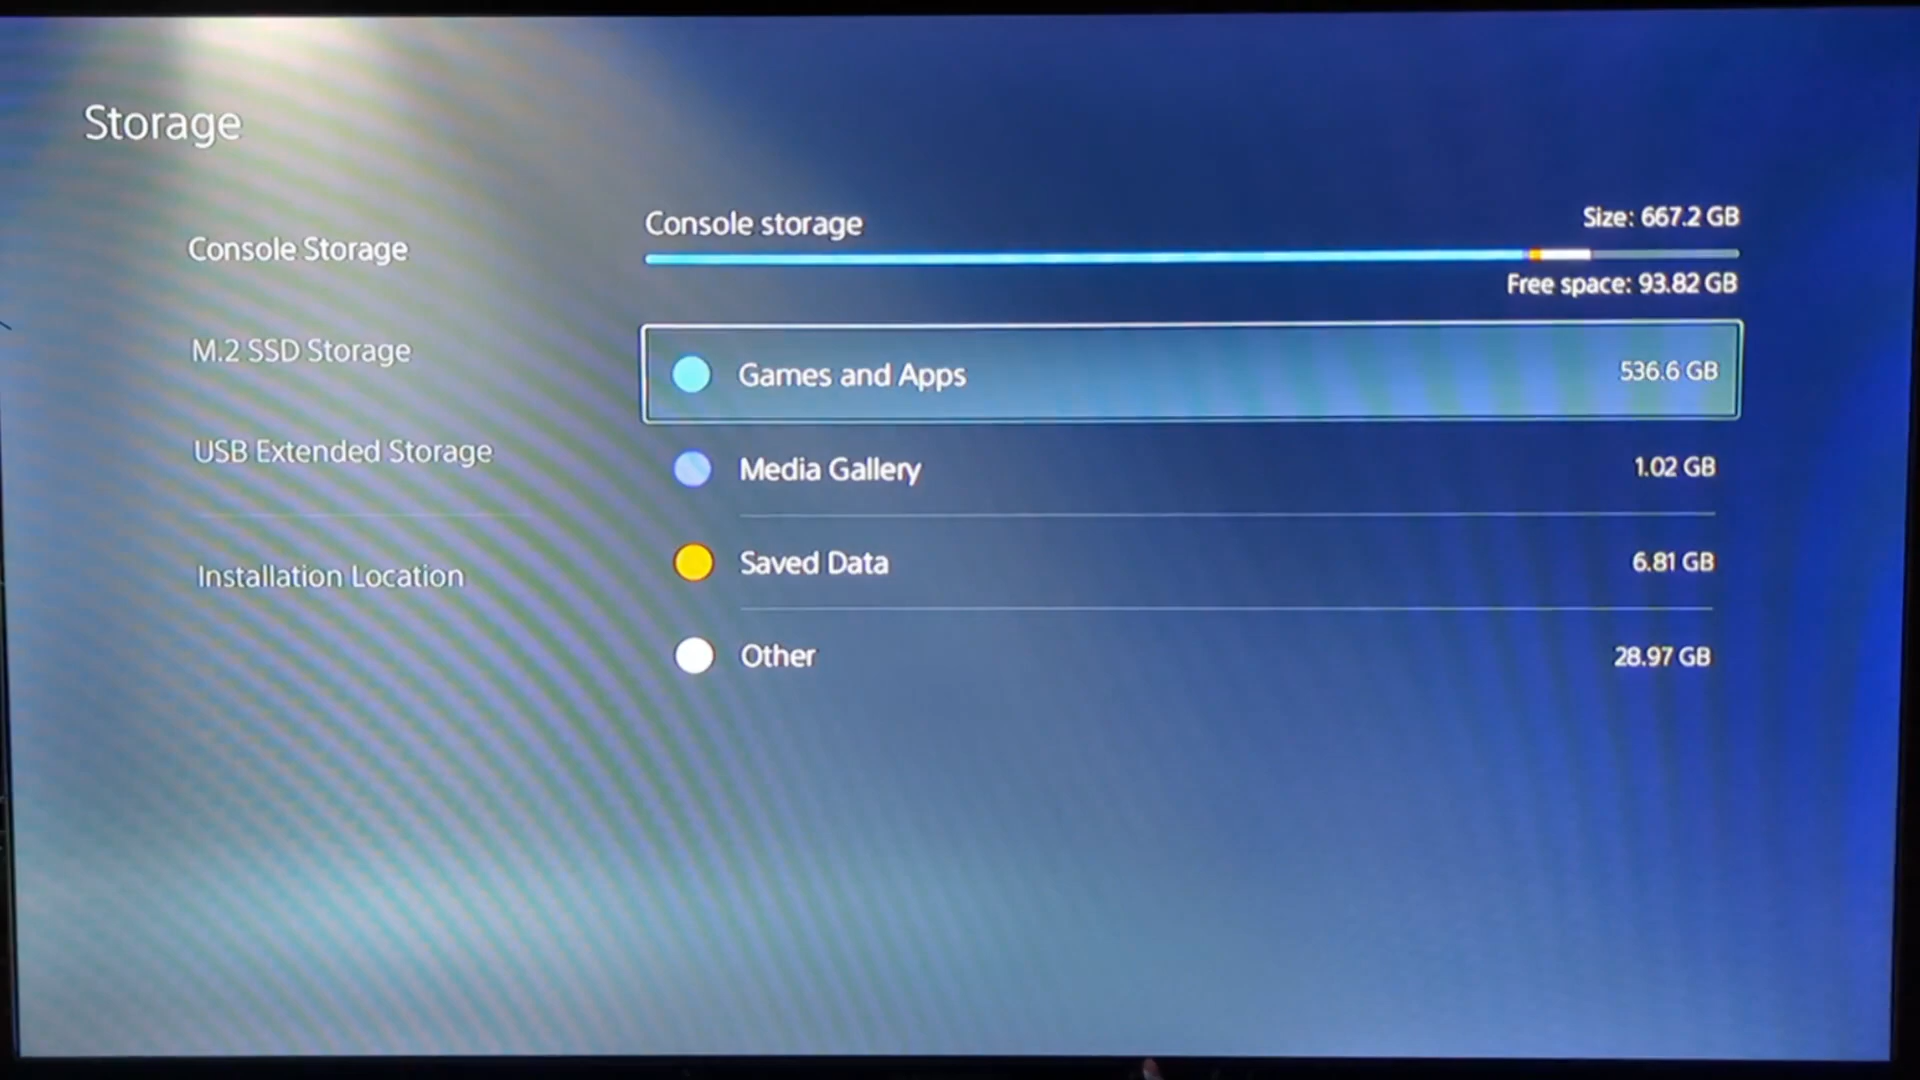 Storage
Console Storage
M.2 SSD Storage
USB Extended Storage
Installation Location
Console storage
Size: 667.2 GB
Free space: 93.82 GB
Games and Apps 536.6 GB
Media Gallery 1.02 GB
Saved Data 6.81 GB
Other 28.97 GB